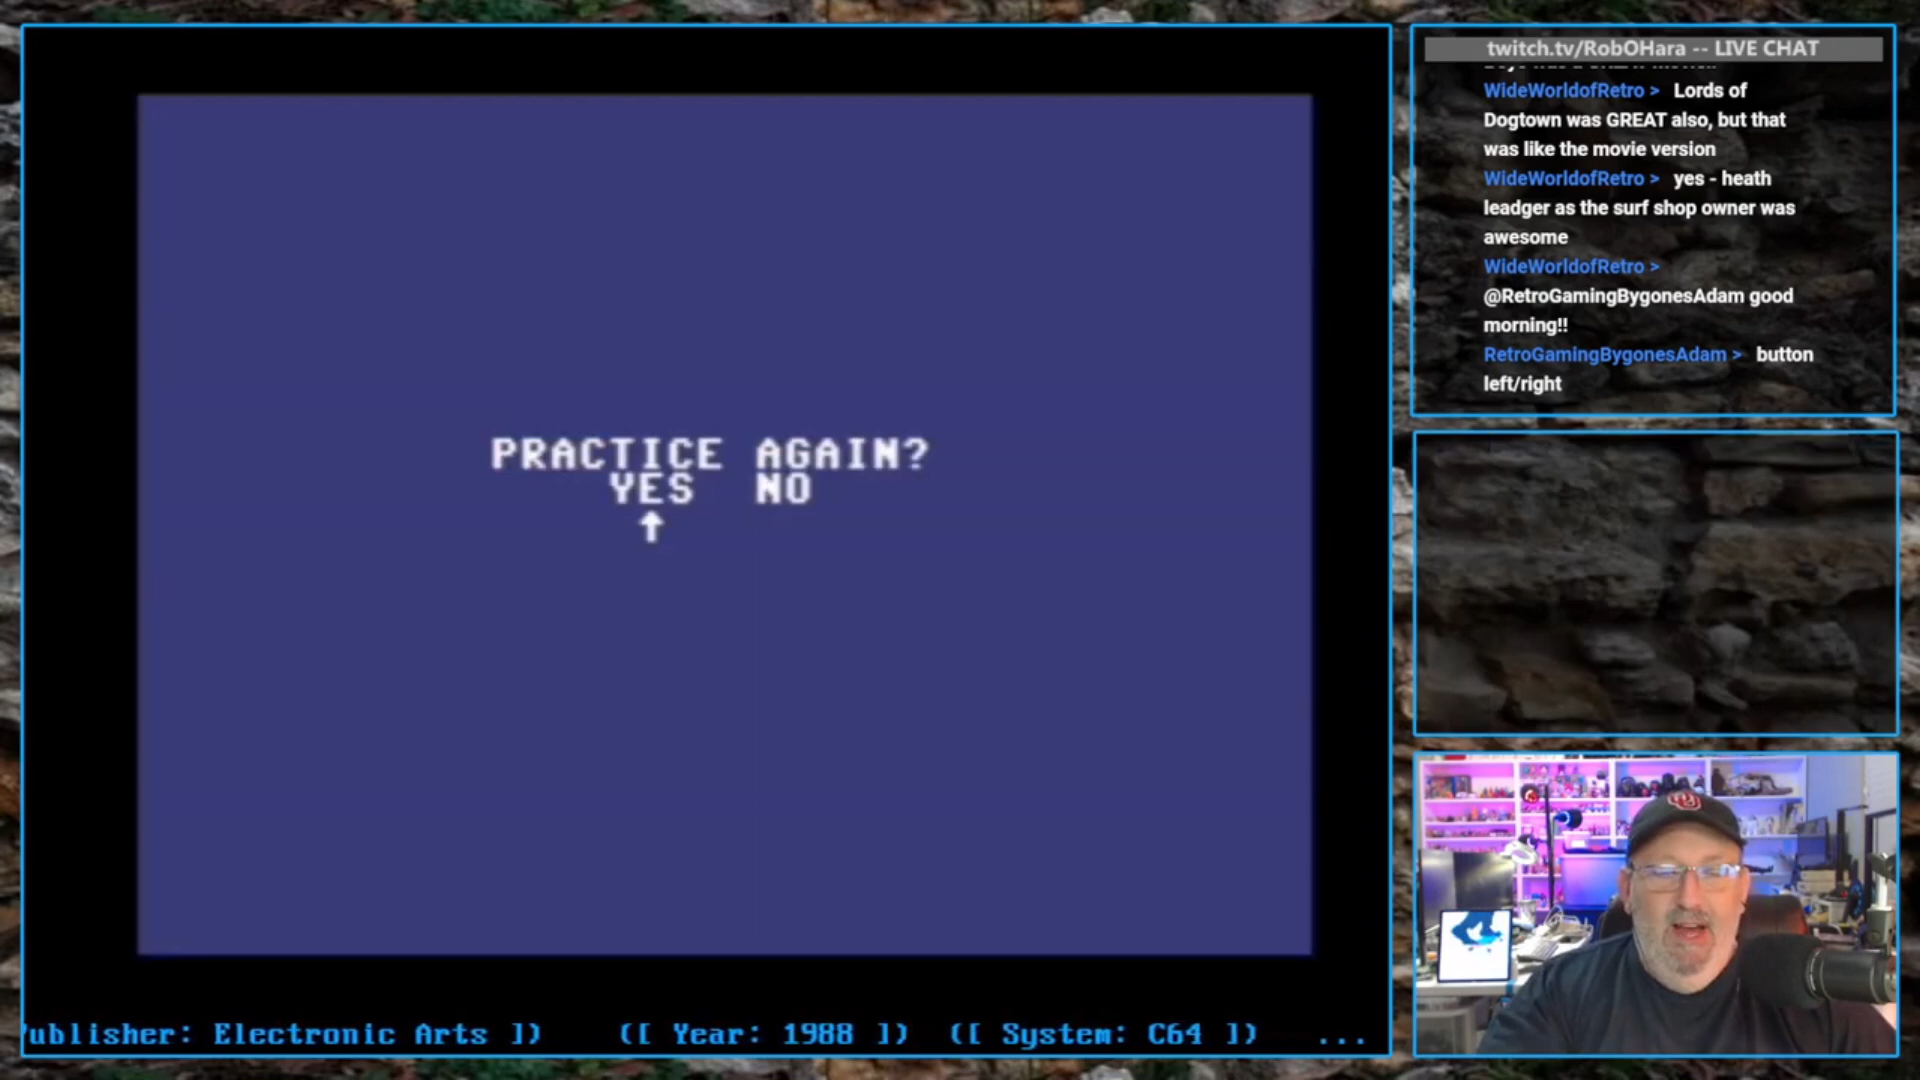 PRACTICE AGAIN?
YES NO
↑
ublisher: Electronic Arts ]) ([ Year: 1988 ]) ([ System: C64 ]) ...
twitch.tv/RobOHara -- LIVE CHAT
WideWorldofRetro > Lords of
Dogtown was GREAT also, but that
was like the movie version
WideWorldofRetro > yes - heath
leadger as the surf shop owner was
awesome
WideWorldofRetro >
@RetroGamingBygonesAdam good
morning!!
RetroGamingBygonesAdam > button
left/right
OU